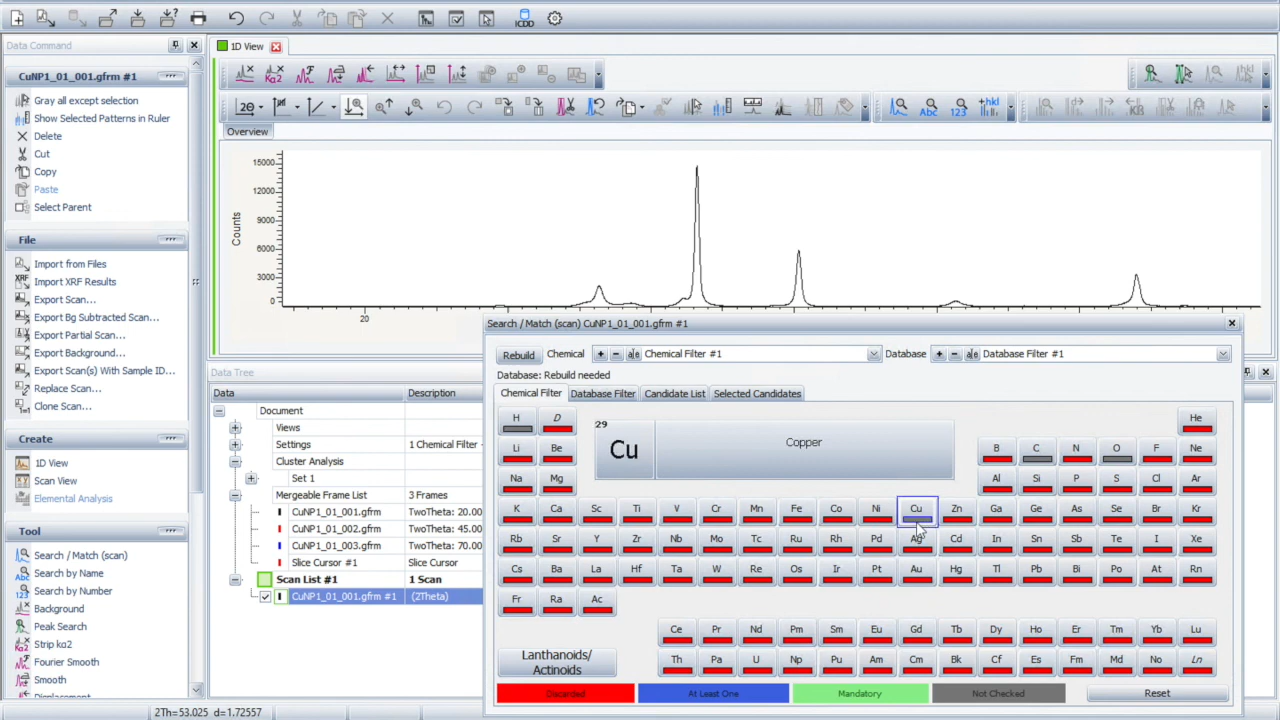 ICDD
Data Command
CuNP1_01_001.gfrm #1
Gray all except selection
Show Selected Patterns in Ruler
Delete
Cut
Copy
Paste
Select Parent
File
Import from Files
XRF Import XRF Results
Export Scan...
Export Bg Subtracted Scan...
Export Partial Scan...
Export Background...
Export Scan(s) With Sample ID...
Replace Scan...
Clone Scan...
Create
1D View
Scan View
Elemental Analysis
Tool
Search / Match (scan)
Abc Search by Name
123 Search by Number
Background
Peak Search
Kα2 Strip kα2
Fourier Smooth
Smooth
Displacement
1D View
Kα2
2Θ
Abc 123 +hkl
Overview
Counts
15000
12000
9000
6000
3000
0
20
Data Tree
Data Description
Document
Views
Settings 1 Chemical Filter -
Cluster Analysis
Set 1
Mergeable Frame List 3 Frames
CuNP1_01_001.gfrm TwoTheta: 20.00
CuNP1_01_002.gfrm TwoTheta: 45.00
CuNP1_01_003.gfrm TwoTheta: 70.00
Slice Cursor #1 Slice Cursor
Scan List #1 1 Scan
CuNP1_01_001.gfrm #1 (2Theta)
Search / Match (scan) CuNP1_01_001.gfrm #1
Rebuild Chemical Chemical Filter #1 Database Database Filter #1
Database: Rebuild needed
Chemical Filter Database Filter Candidate List Selected Candidates
29
Cu Copper
H D He
Li Be B C N O F Ne
Na Mg Al Si P S Cl Ar
K Ca Sc Ti V Cr Mn Fe Co Ni Cu Zn Ga Ge As Se Br Kr
Rb Sr Y Zr Nb Mo Tc Ru Rh Pd Ag Cd In Sn Sb Te I Xe
Cs Ba La Hf Ta W Re Os Ir Pt Au Hg Tl Pb Bi Po At Rn
Fr Ra Ac
Ce Pr Nd Pm Sm Eu Gd Tb Dy Ho Er Tm Yb Lu
Lanthanoids/
Actinoids
Th Pa U Np Pu Am Cm Bk Cf Es Fm Md No Ln
Discarded At Least One Mandatory Not Checked Reset
2Th=53.025 d=1.72557